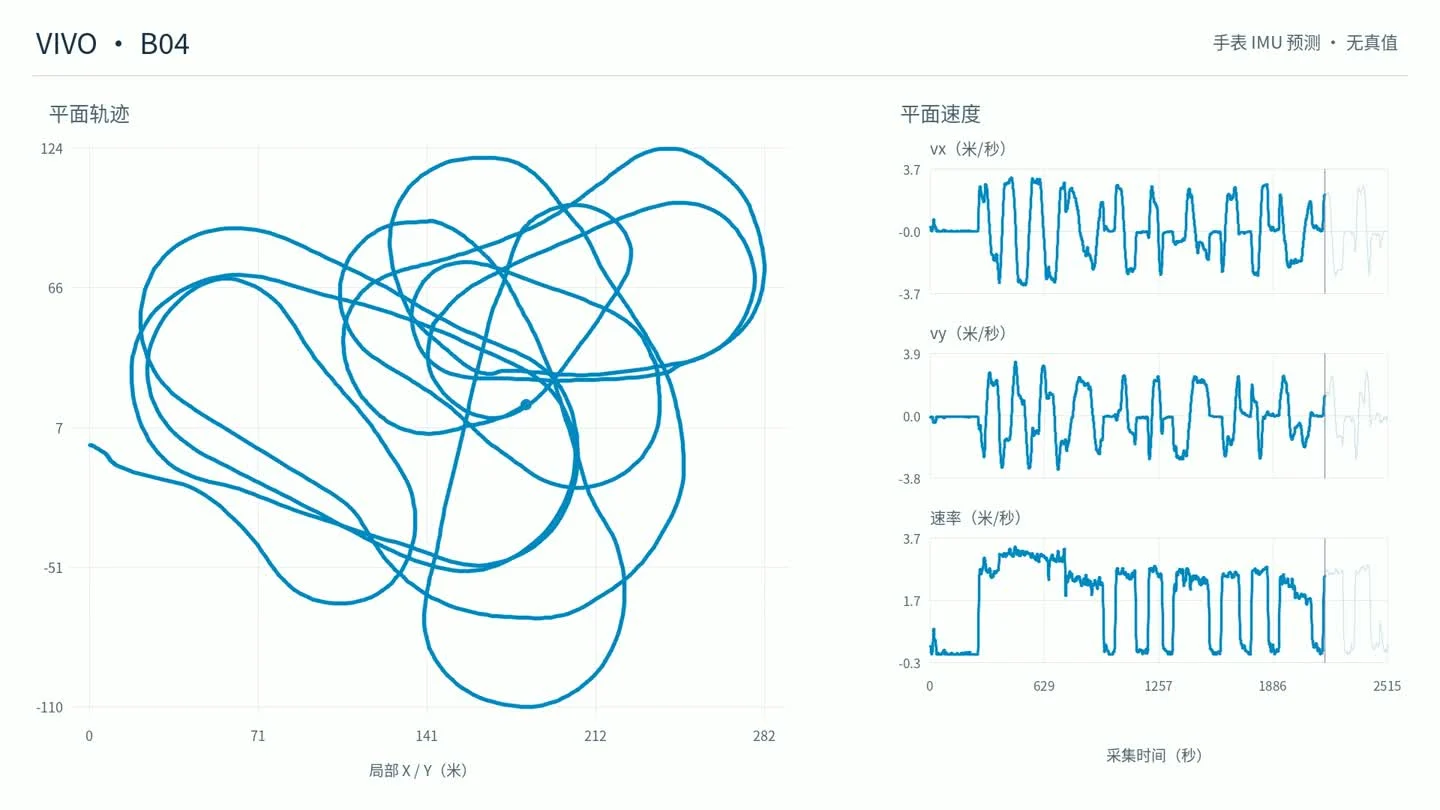 VIVO • B04
手表 IMU 预测 • 无真值
平面轨迹
124
66
7
-51
-110
0 71 141 212 282
局部 X / Y（米）
平面速度
vx（米/秒）
3.7
-0.0
-3.7
vy（米/秒）
3.9
0.0
-3.8
速率（米/秒）
3.7
1.7
-0.3
0 629 1257 1886 2515
采集时间（秒）